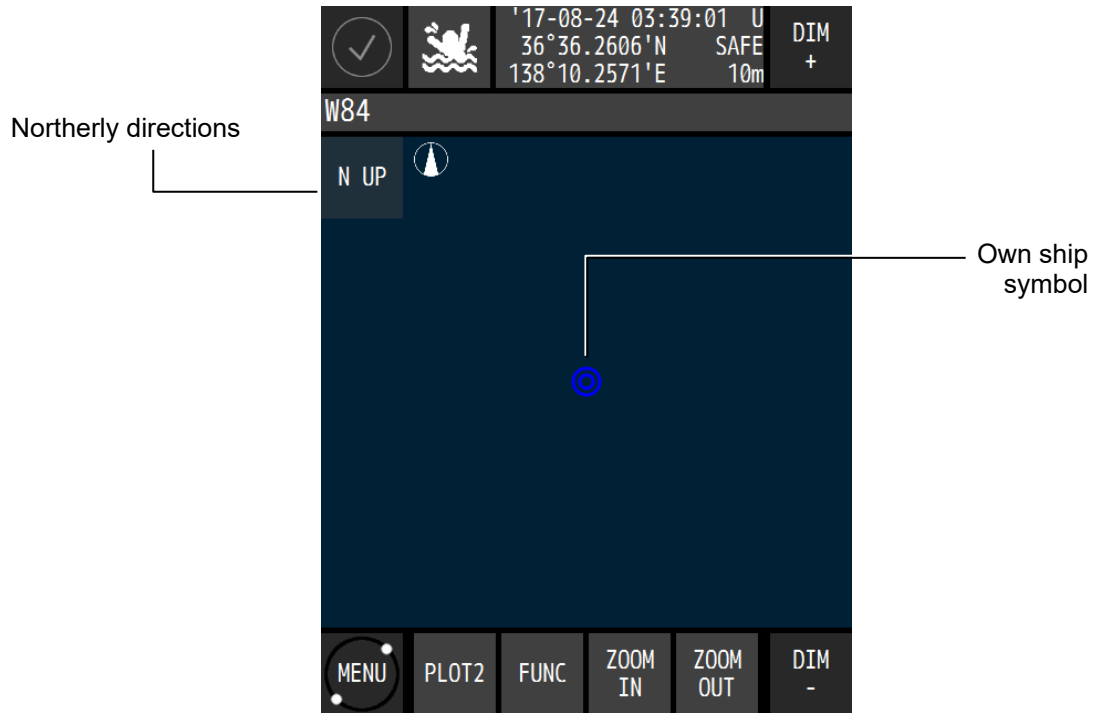 '17-08-24 03:39:01 U
36°36.2606'N SAFE
138°10.2571'E 10m
DIM
+
W84
Northerly directions
N UP
Own ship
symbol
MENU
PLOT2
FUNC
ZOOM
IN
ZOOM
OUT
DIM
-